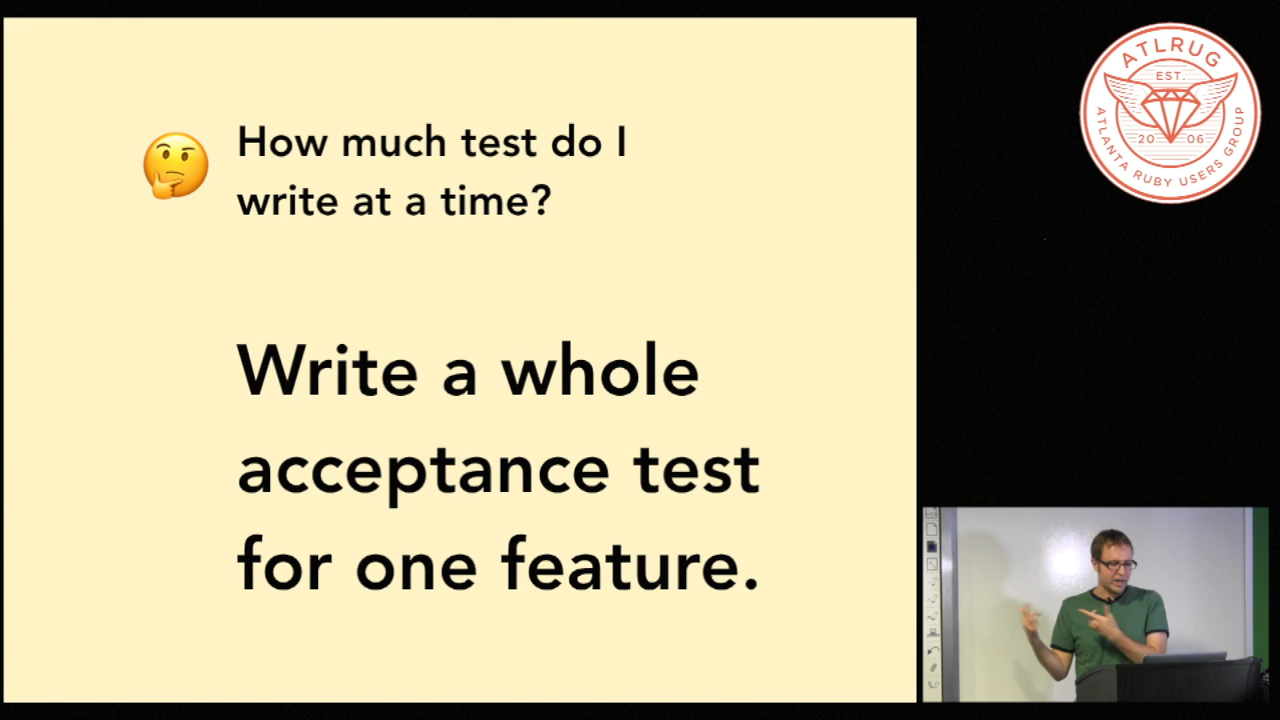 How much test do I
write at a time?
Write a whole
acceptance test
for one feature.
ATLRUG
EST.
20 06
ATLANTA RUBY USERS GROUP